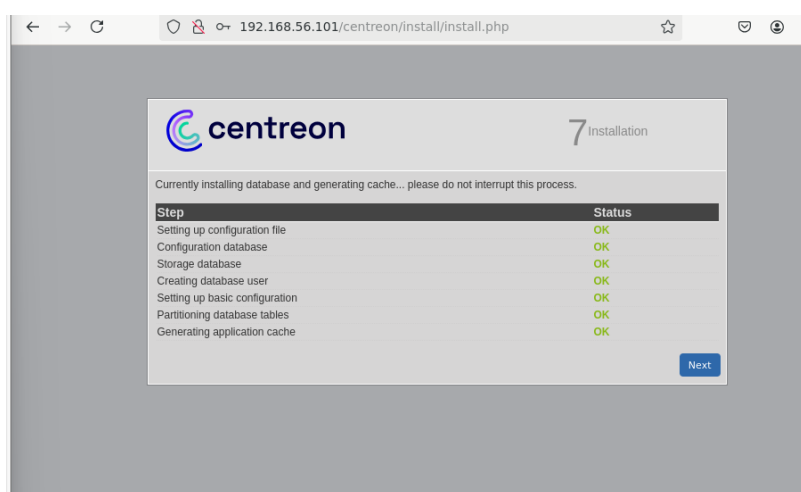 192.168.56.101/centreon/install/install.php
centreon
7 Installation
Currently installing database and generating cache... please do not interrupt this process.
Step Status
Setting up configuration file OK
Configuration database OK
Storage database OK
Creating database user OK
Setting up basic configuration OK
Partitioning database tables OK
Generating application cache OK
Next